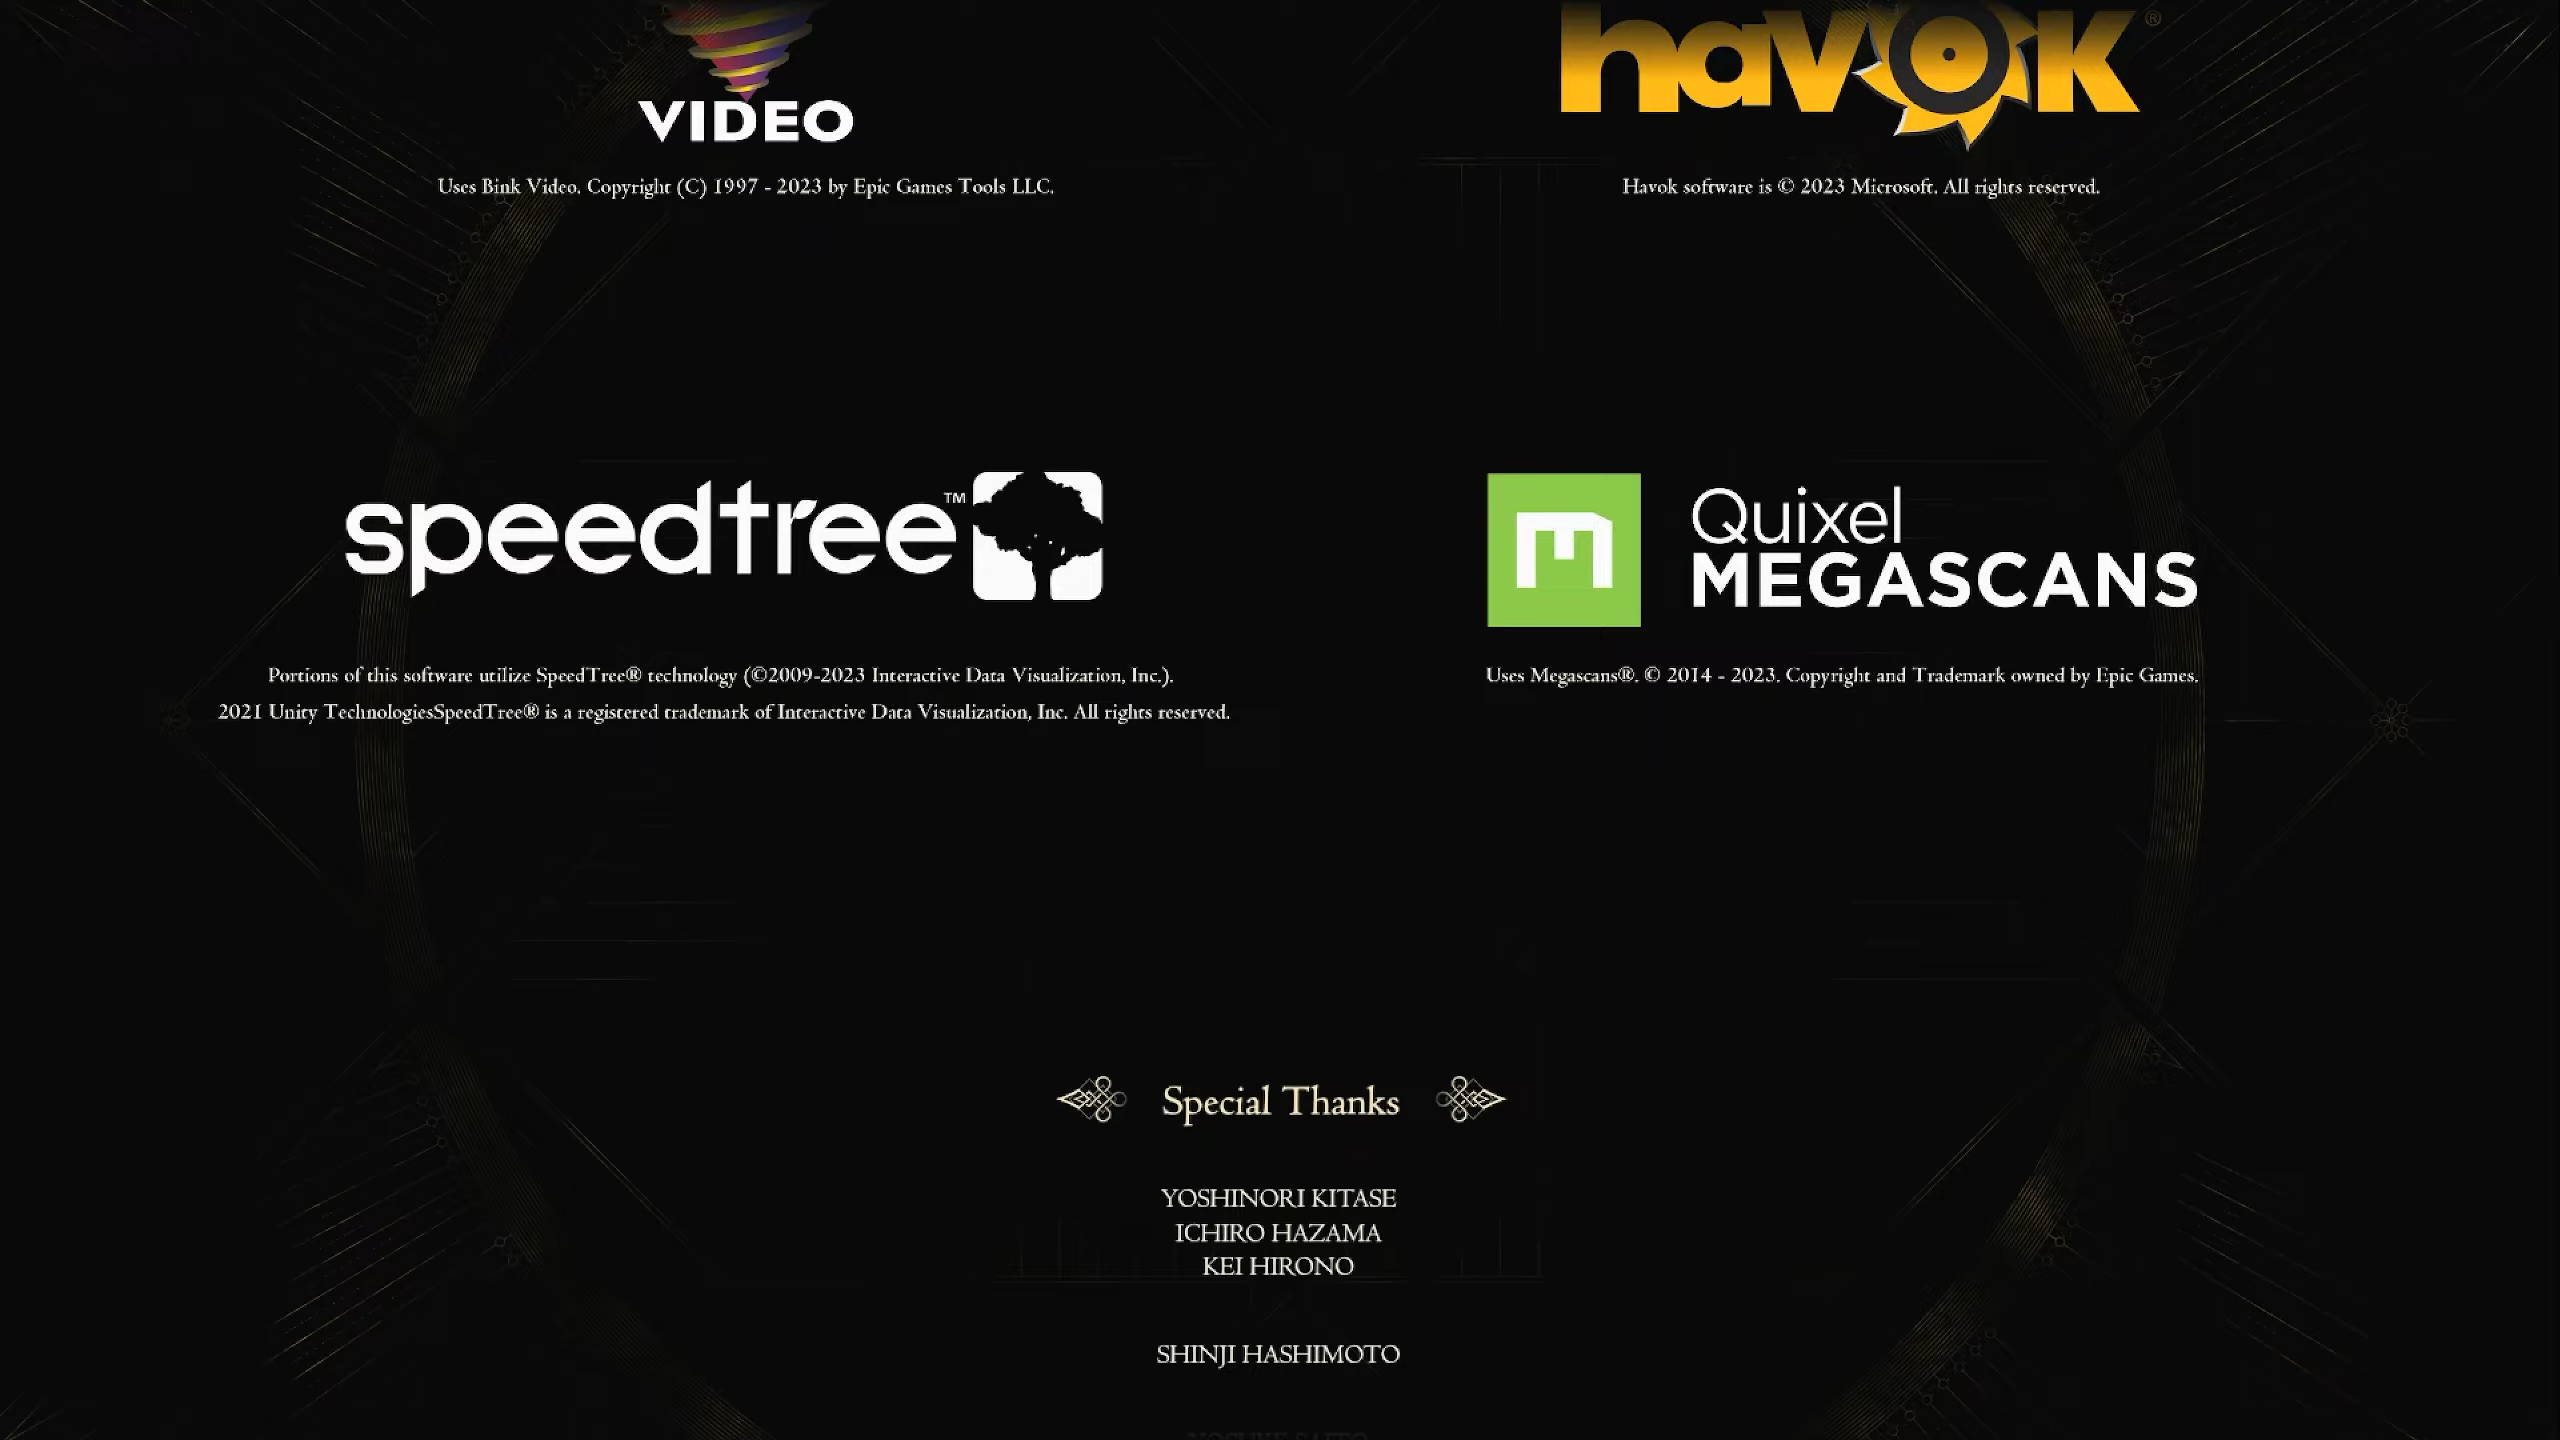 VIDEO
havok ®
Uses Bink Video. Copyright (C) 1997 - 2023 by Epic Games Tools LLC.
Havok software is © 2023 Microsoft. All rights reserved.
speedtree™
Quixel
MEGASCANS
Portions of this software utilize SpeedTree® technology (©2009-2023 Interactive Data Visualization, Inc.).
2021 Unity TechnologiesSpeedTree® is a registered trademark of Interactive Data Visualization, Inc. All rights reserved.
Uses Megascans®. © 2014 - 2023. Copyright and Trademark owned by Epic Games.
Special Thanks
YOSHINORI KITASE
ICHIRO HAZAMA
KEI HIRONO
SHINJI HASHIMOTO